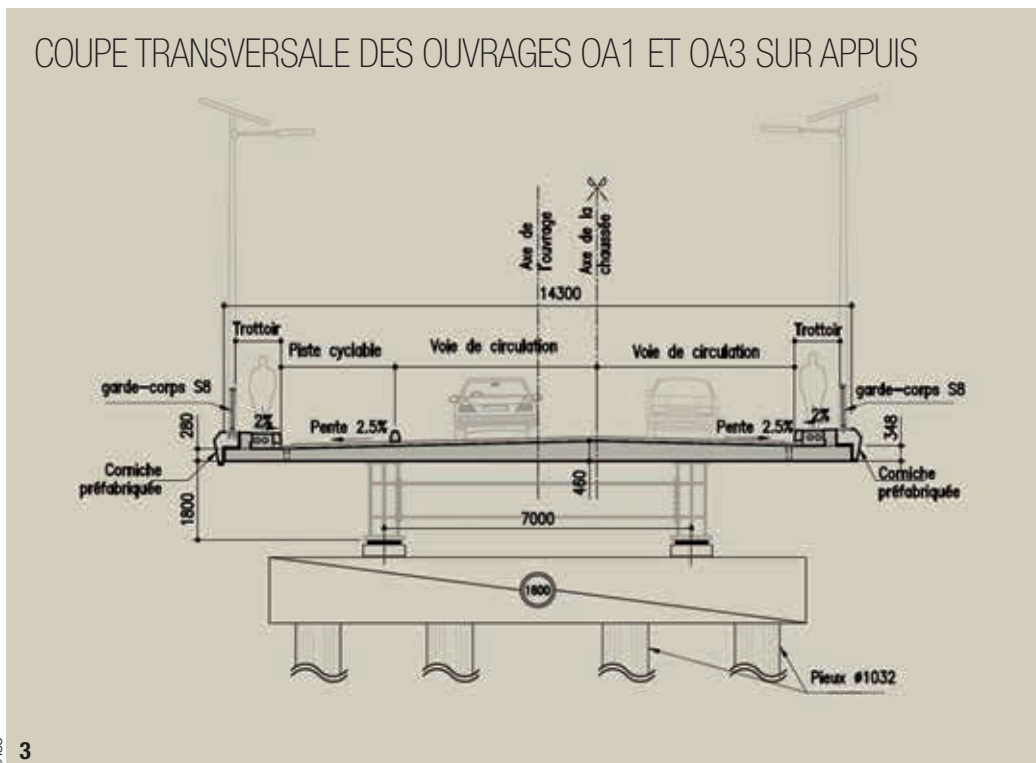 COUPE TRANSVERSALE DES OUVRAGES OA1 ET OA3 SUR APPUIS
Axe de
l'ouvrage
Axe de la
chaussée
14300
Trottoir
Piste cyclable
Voie de circulation
Voie de circulation
Trottoir
garde-corps S8
garde-corps S8
280
2%
Pente 2.5%
Pente 2.5%
2%
348
Corniche
préfabriquée
460
Corniche
préfabriquée
1800
7000
1600
Pieux ø1032
3